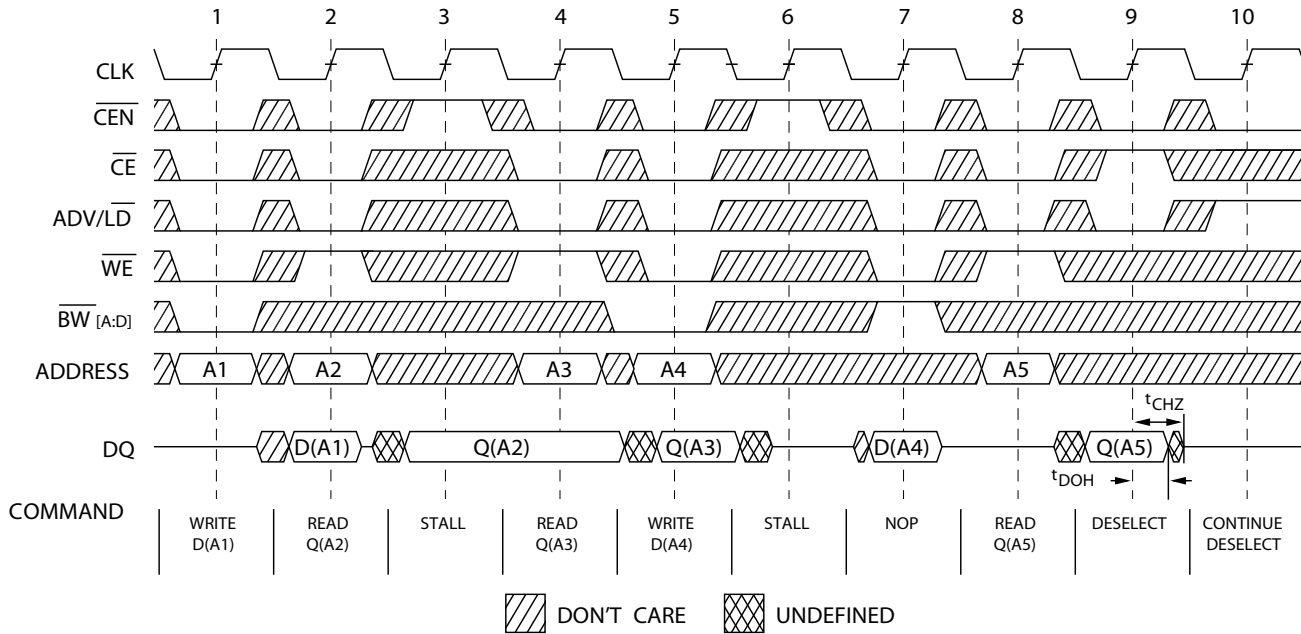 1 2 3 4 5 6 7 8 9 10
CLK
CEN
CE
ADV/LD
WE
BW [A:D]
ADDRESS A1 A2 A3 A4 A5
tCHZ
DQ D(A1) Q(A2) Q(A3) D(A4) Q(A5)
tDOH
COMMAND
WRITE D(A1)
READ Q(A2)
STALL
READ Q(A3)
WRITE D(A4)
STALL
NOP
READ Q(A5)
DESELECT
CONTINUE DESELECT
DON'T CARE UNDEFINED